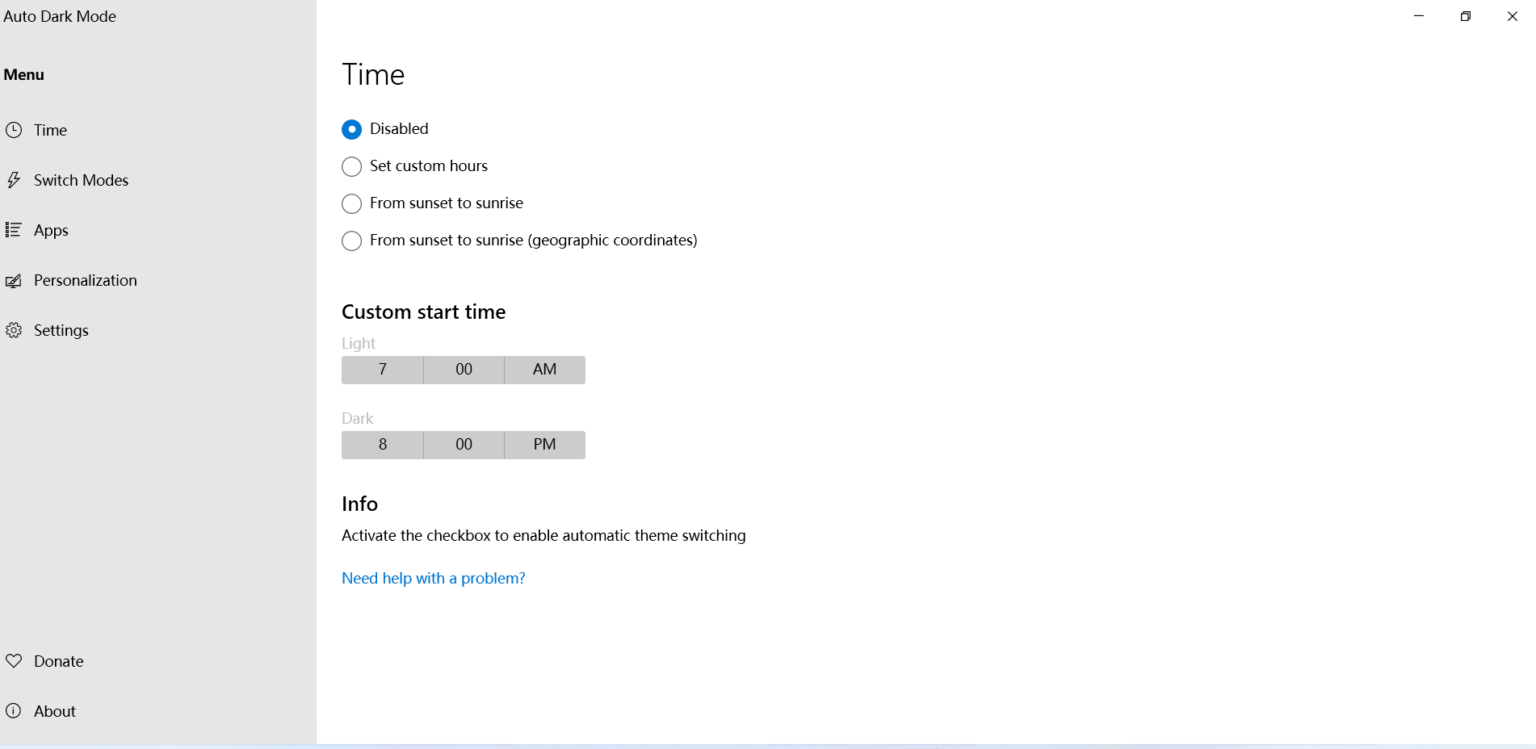 Auto Dark Mode
Menu
Time
Switch Modes
Apps
Personalization
Settings
Donate
About
Time
Disabled
Set custom hours
From sunset to sunrise
From sunset to sunrise (geographic coordinates)
Custom start time
Light
7 00 AM
Dark
8 00 PM
Info
Activate the checkbox to enable automatic theme switching
Need help with a problem?